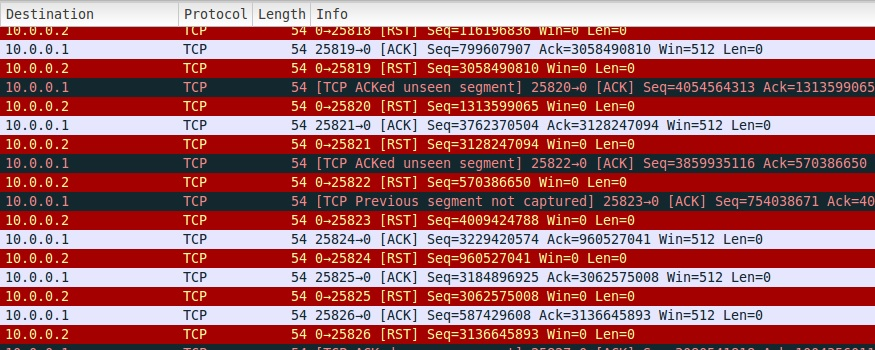 Destination Protocol Length Info
10.0.0.2 TCP 54 0→25818 [RST] Seq=116196836 Win=0 Len=0
10.0.0.1 TCP 54 25819→0 [ACK] Seq=799607907 Ack=3058490810 Win=512 Len=0
10.0.0.2 TCP 54 0→25819 [RST] Seq=3058490810 Win=0 Len=0
10.0.0.1 TCP 54 [TCP ACKed unseen segment] 25820→0 [ACK] Seq=4054564313 Ack=1313599065
10.0.0.2 TCP 54 0→25820 [RST] Seq=1313599065 Win=0 Len=0
10.0.0.1 TCP 54 25821→0 [ACK] Seq=3762370504 Ack=3128247094 Win=512 Len=0
10.0.0.2 TCP 54 0→25821 [RST] Seq=3128247094 Win=0 Len=0
10.0.0.1 TCP 54 [TCP ACKed unseen segment] 25822→0 [ACK] Seq=3859935116 Ack=570386650
10.0.0.2 TCP 54 0→25822 [RST] Seq=570386650 Win=0 Len=0
10.0.0.1 TCP 54 [TCP Previous segment not captured] 25823→0 [ACK] Seq=754038671 Ack=40
10.0.0.2 TCP 54 0→25823 [RST] Seq=4009424788 Win=0 Len=0
10.0.0.1 TCP 54 25824→0 [ACK] Seq=3229420574 Ack=960527041 Win=512 Len=0
10.0.0.2 TCP 54 0→25824 [RST] Seq=960527041 Win=0 Len=0
10.0.0.1 TCP 54 25825→0 [ACK] Seq=3184896925 Ack=3062575008 Win=512 Len=0
10.0.0.2 TCP 54 0→25825 [RST] Seq=3062575008 Win=0 Len=0
10.0.0.1 TCP 54 25826→0 [ACK] Seq=587429608 Ack=3136645893 Win=512 Len=0
10.0.0.2 TCP 54 0→25826 [RST] Seq=3136645893 Win=0 Len=0